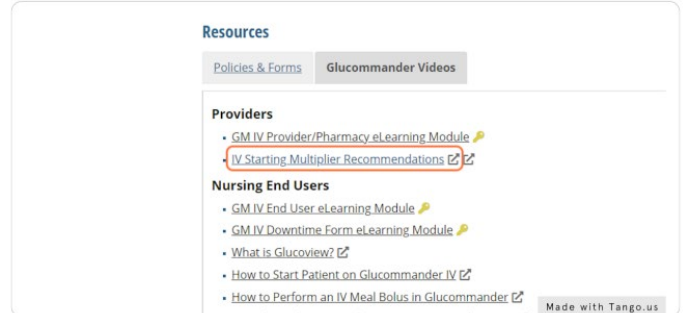 Resources
Policies & Forms Glucommander Videos
Providers
GM IV Provider/Pharmacy eLearning Module
IV Starting Multiplier Recommendations
Nursing End Users
GM IV End User eLearning Module
GM IV Downtime Form eLearning Module
What is Glucoview?
How to Start Patient on Glucommander IV
How to Perform an IV Meal Bolus in Glucommander
Made with Tango.us